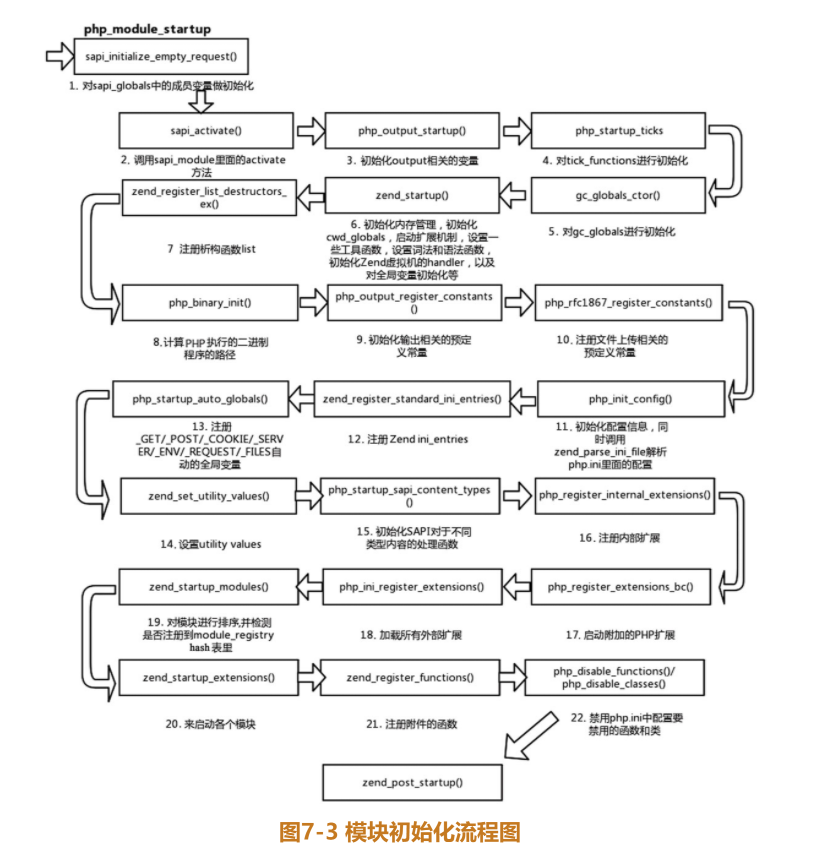 php_module_startup
sapi_initialize_empty_request()
1. 对sapi_globals中的成员变量做初始化
sapi_activate()
2. 调用sapi_module里面的activate
方法
php_output_startup()
3. 初始化output相关的变量
php_startup_ticks
4. 对tick_functions进行初始化
gc_globals_ctor()
5. 对gc_globals进行初始化
zend_startup()
6. 初始化内存管理，初始化
cwd_globals，启动扩展机制，设置一
些工具函数，设置词法和语法函数，
初始化Zend虚拟机的handler，以及
对全局变量初始化等
zend_register_list_destructors_
ex()
7 注册析构函数list
php_binary_init()
8.计算PHP执行的二进制
程序的路径
php_output_register_constants
()
9. 初始化输出相关的预定
义常量
php_rfc1867_register_constants()
10. 注册文件上传相关的
预定义常量
php_init_config()
11. 初始化配置信息，同
时调用
zend_parse_ini_file解析
php.ini里面的配置
zend_register_standard_ini_entries()
12. 注册 Zend ini_entries
php_startup_auto_globals()
13. 注册
_GET/_POST/_COOKIE/_SERV
ER/_ENV/_REQUEST/_FILES自
动的全局变量
zend_set_utility_values()
14. 设置utility values
php_startup_sapi_content_types
()
15. 初始化SAPI对于不同
类型内容的处理函数
php_register_internal_extensions()
16. 注册内部扩展
php_register_extensions_bc()
17. 启动附加的PHP扩展
php_ini_register_extensions()
18. 加载所有外部扩展
zend_startup_modules()
19. 对模块进行排序,并检测
是否注册到module_registry
hash 表里
zend_startup_extensions()
20. 来启动各个模块
zend_register_functions()
21. 注册附件的函数
php_disable_functions()/
php_disable_classes()
22. 禁用php.ini中配置要
禁用的函数和类
zend_post_startup()
图7-3 模块初始化流程图